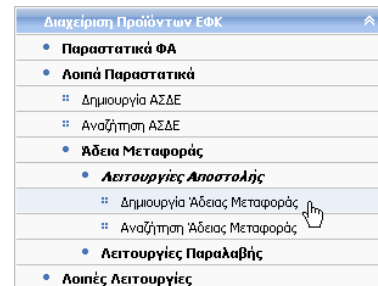 Διαχείριση Προϊόντων ΕΦΚ
Παραστατικά ΦΑ
Λοιπά Παραστατικά
Δημιουργία ΑΣΔΕ
Αναζήτηση ΑΣΔΕ
Άδεια Μεταφοράς
Λειτουργίες Αποστολής
Δημιουργία Άδειας Μεταφοράς
Αναζήτηση Άδειας Μεταφοράς
Λειτουργίες Παραλαβής
Λοιπές Λειτουργίες